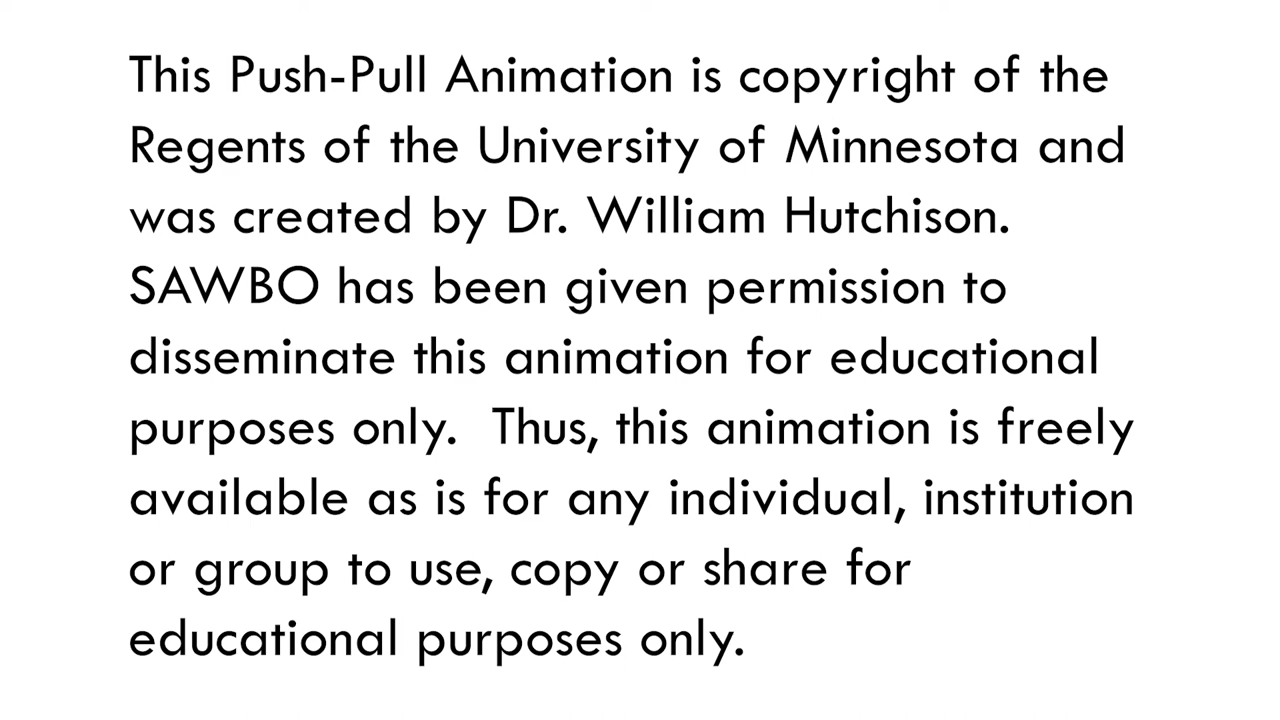 This Push-Pull Animation is copyright of the
Regents of the University of Minnesota and
was created by Dr. William Hutchison.
SAWBO has been given permission to
disseminate this animation for educational
purposes only.  Thus, this animation is freely
available as is for any individual, institution
or group to use, copy or share for
educational purposes only.